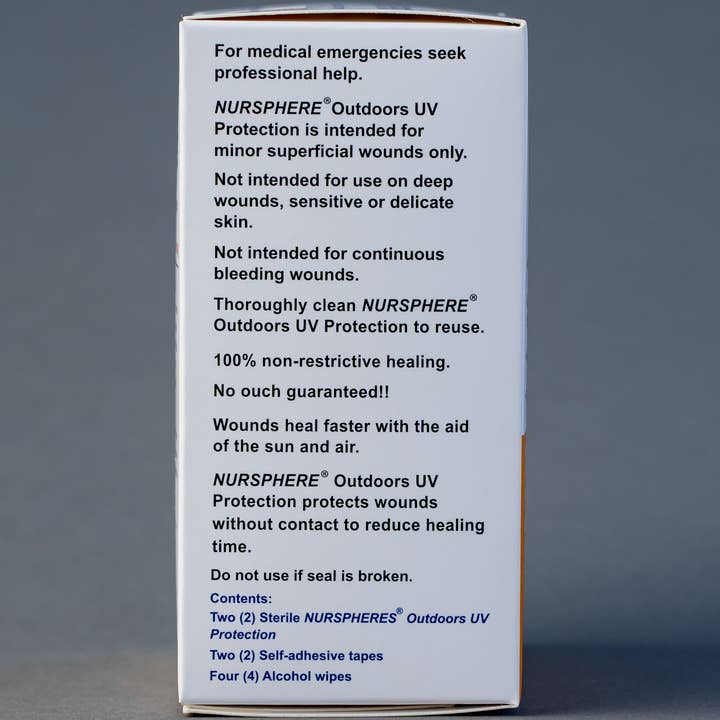 For medical emergencies seek
professional help.
NURSPHERE® Outdoors UV
Protection is intended for
minor superficial wounds only.
Not intended for use on deep
wounds, sensitive or delicate
skin.
Not intended for continuous
bleeding wounds.
Thoroughly clean NURSPHERE®
Outdoors UV Protection to reuse.
100% non-restrictive healing.
No ouch guaranteed!!
Wounds heal faster with the aid
of the sun and air.
NURSPHERE® Outdoors UV
Protection protects wounds
without contact to reduce healing
time.
Do not use if seal is broken.
Contents:
Two (2) Sterile NURSPHERES® Outdoors UV
Protection
Two (2) Self-adhesive tapes
Four (4) Alcohol wipes